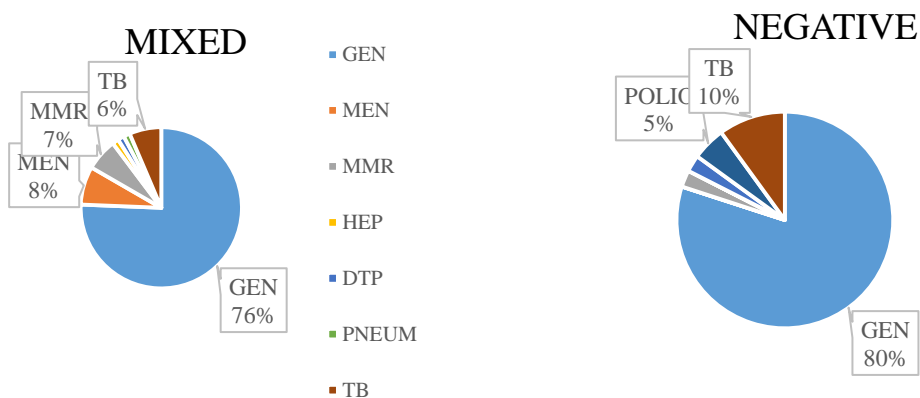 MIXED
TB
6%
MMR
7%
MEN
8%
GEN
76%
GEN
MEN
MMR
HEP
DTP
PNEUM
TB
NEGATIVE
TB
10%
POLIO
5%
GEN
80%